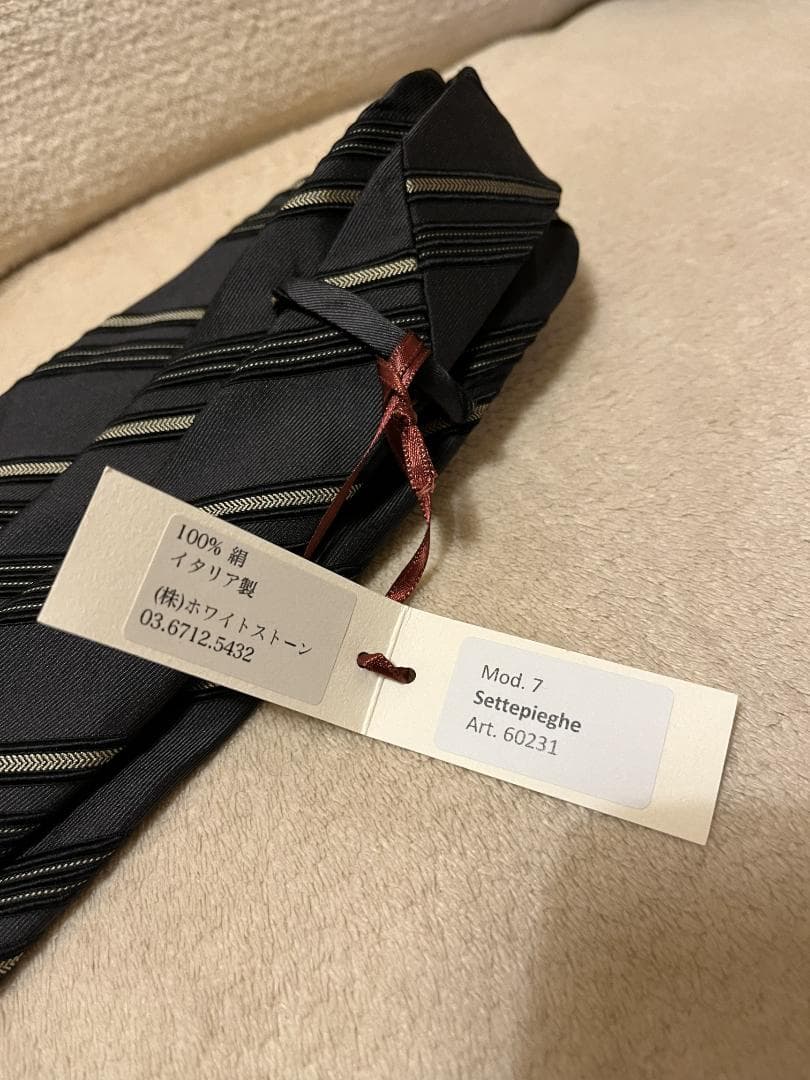 100% 絹
イタリア製
(株)ホワイトストーン
03.6712.5432
Mod. 7
Settepieghe
Art. 60231